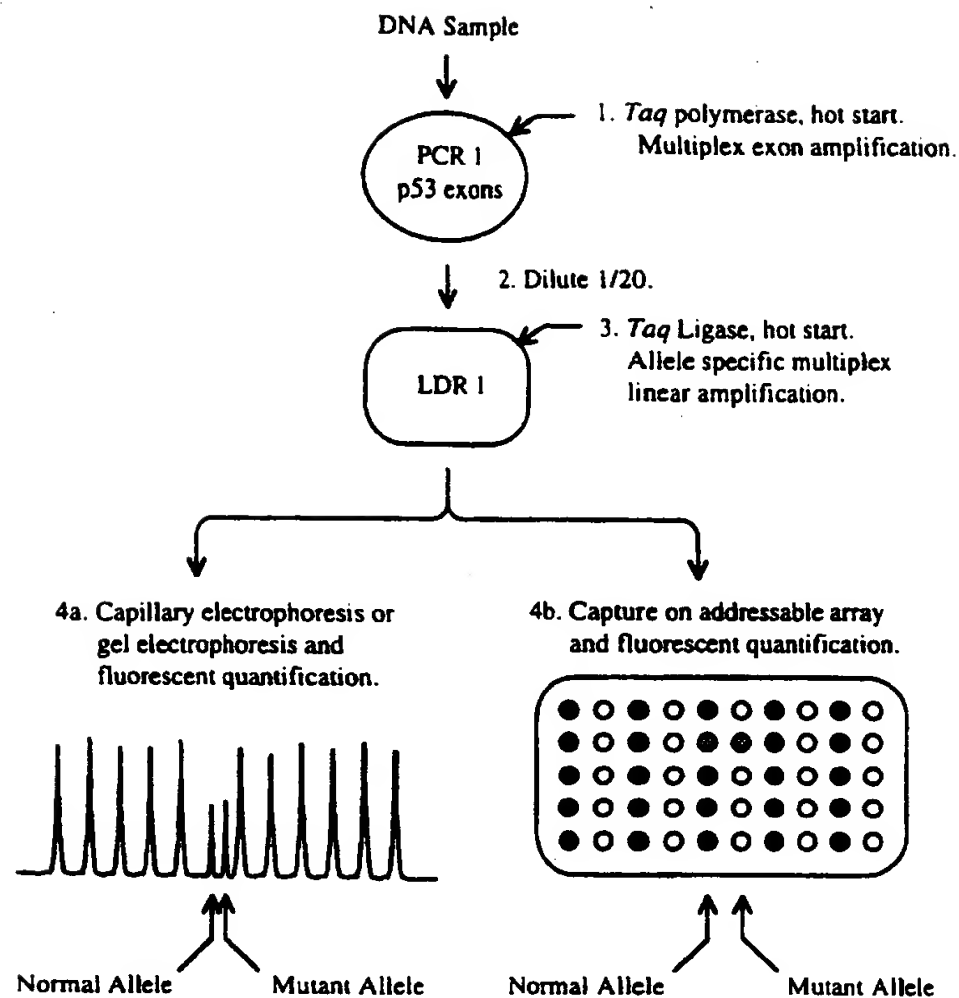 DNA Sample
1. Taq polymerase, hot start.
Multiplex exon amplification.
PCR 1
p53 exons
2. Dilute 1/20.
3. Taq Ligase, hot start.
Allele specific multiplex
linear amplification.
LDR 1
4a. Capillary electrophoresis or
gel electrophoresis and
fluorescent quantification.
4b. Capture on addressable array
and fluorescent quantification.
Normal Allele
Mutant Allele
Normal Allele
Mutant Allele